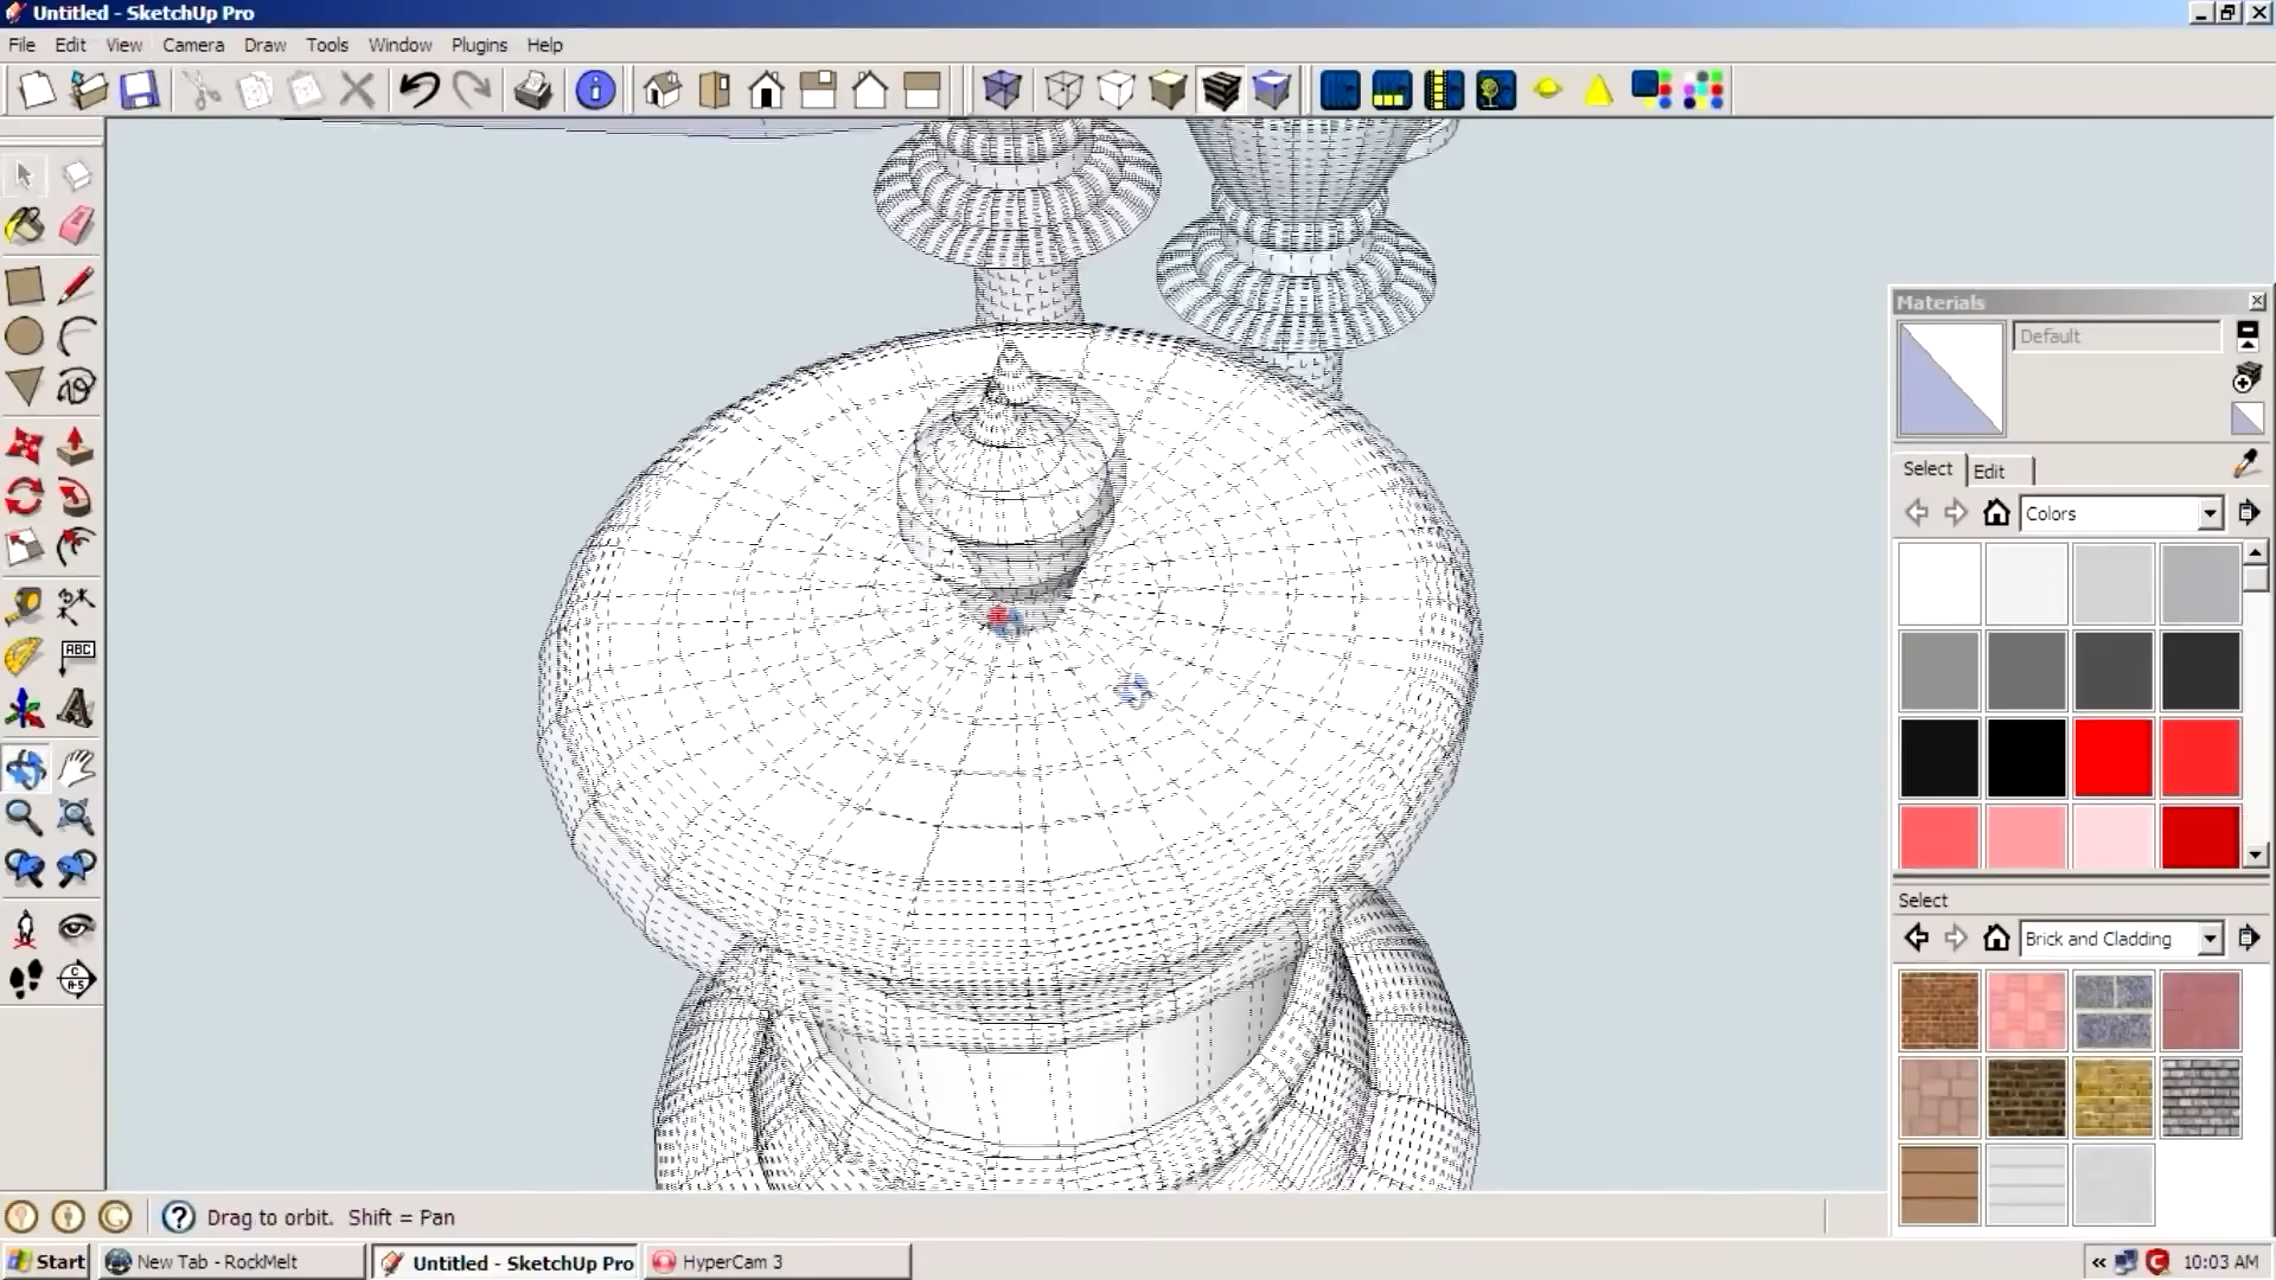 Untitled - SketchUp Pro
File Edit View Camera Draw Tools Window Plugins Help
Materials
Default
Select Edit
Colors
ABC
C
A-5
Select
Brick and Cladding
Drag to orbit. Shift = Pan
Start New Tab - RockMelt Untitled - SketchUp Pro HyperCam 3 10:03 AM